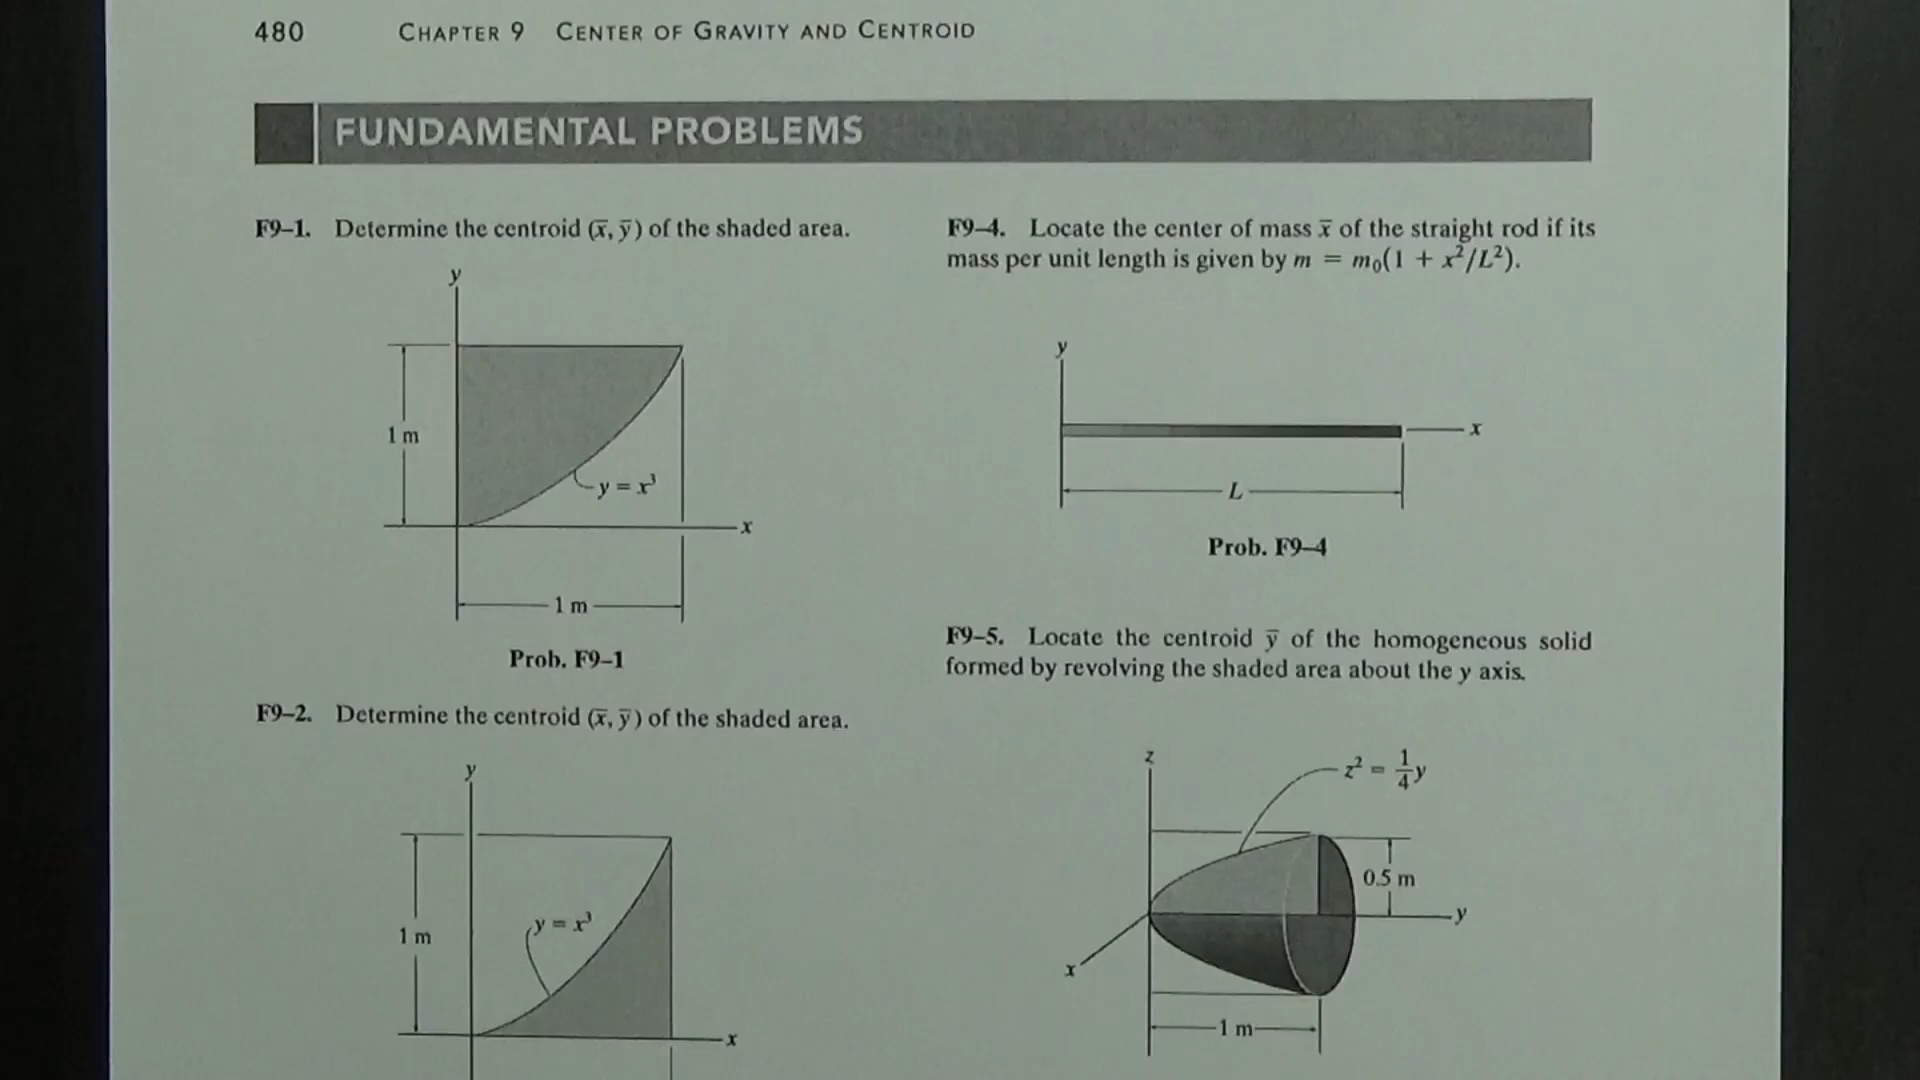 480 CHAPTER 9 CENTER OF GRAVITY AND CENTROID
FUNDAMENTAL PROBLEMS
F9–1. Determine the centroid (x̄, ȳ) of the shaded area.
y
1 m
y = x³
x
1 m
Prob. F9–1
F9–2. Determine the centroid (x̄, ȳ) of the shaded area.
y
1 m
y = x³
x
F9–4. Locate the center of mass x̄ of the straight rod if its
mass per unit length is given by m = m₀(1 + x²/L²).
y
x
L
Prob. F9–4
F9–5. Locate the centroid ȳ of the homogeneous solid
formed by revolving the shaded area about the y axis.
z
z² = 1/4 y
0.5 m
y
x
1 m